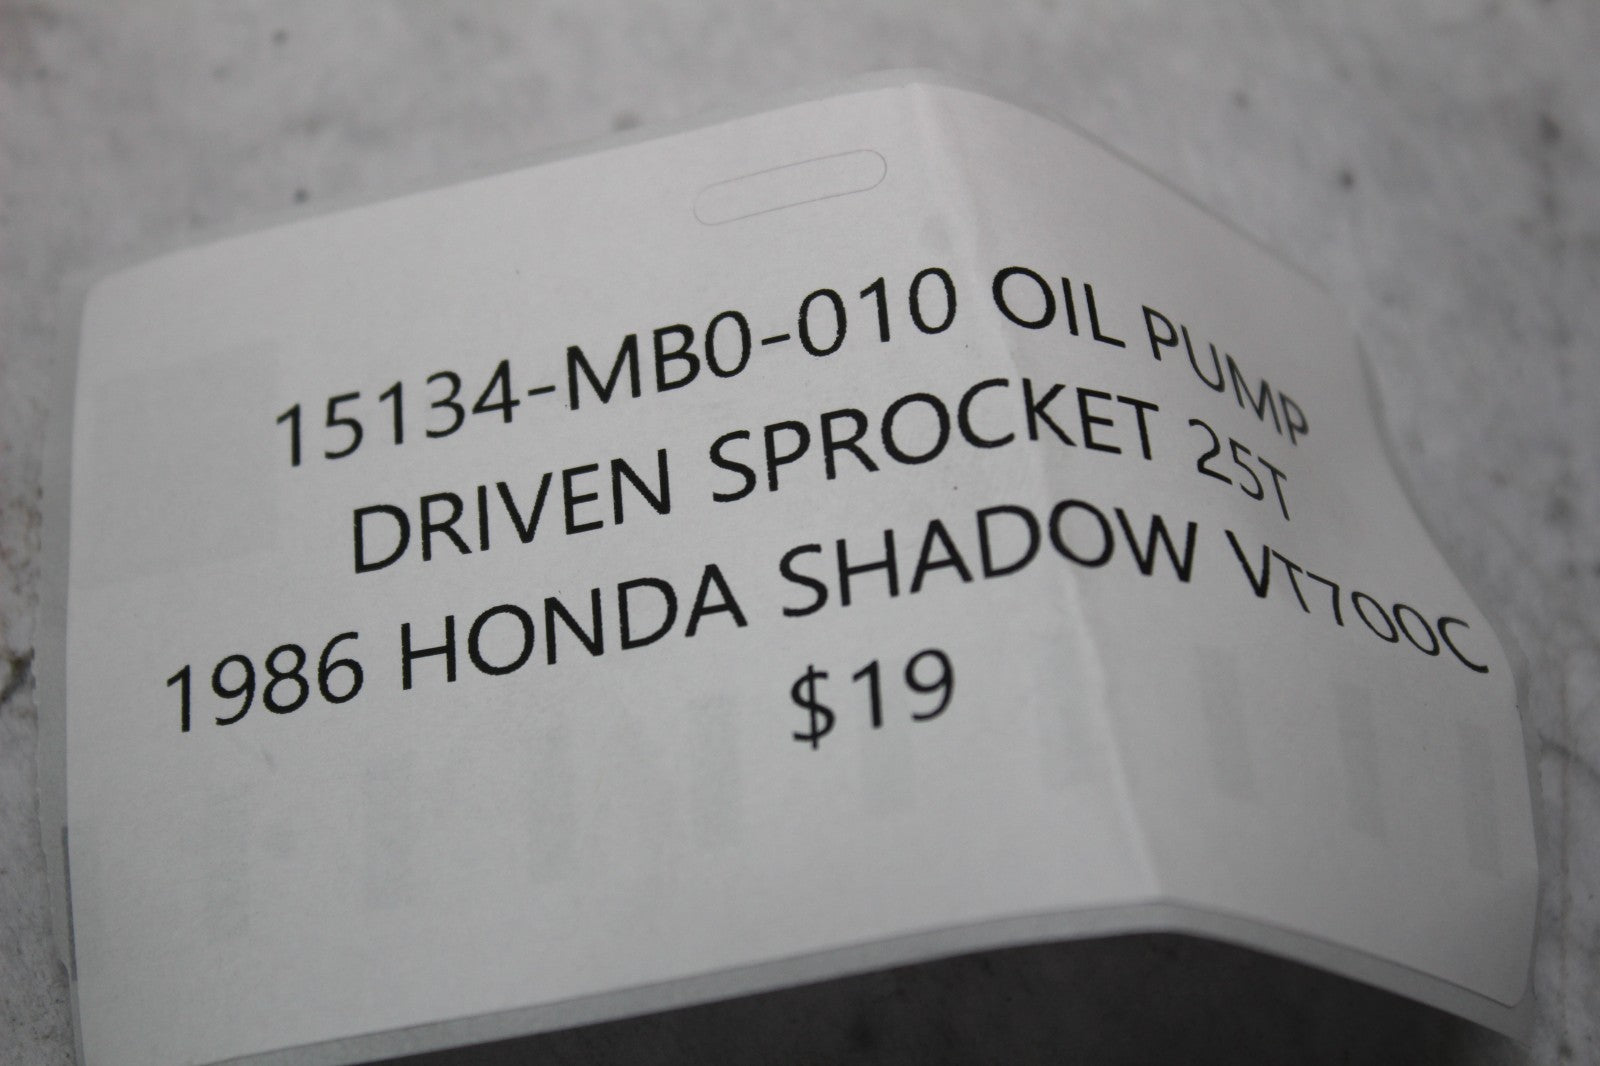 15134-MB0-010 OIL PUMP
DRIVEN SPROCKET 25T
1986 HONDA SHADOW VT700C
$19